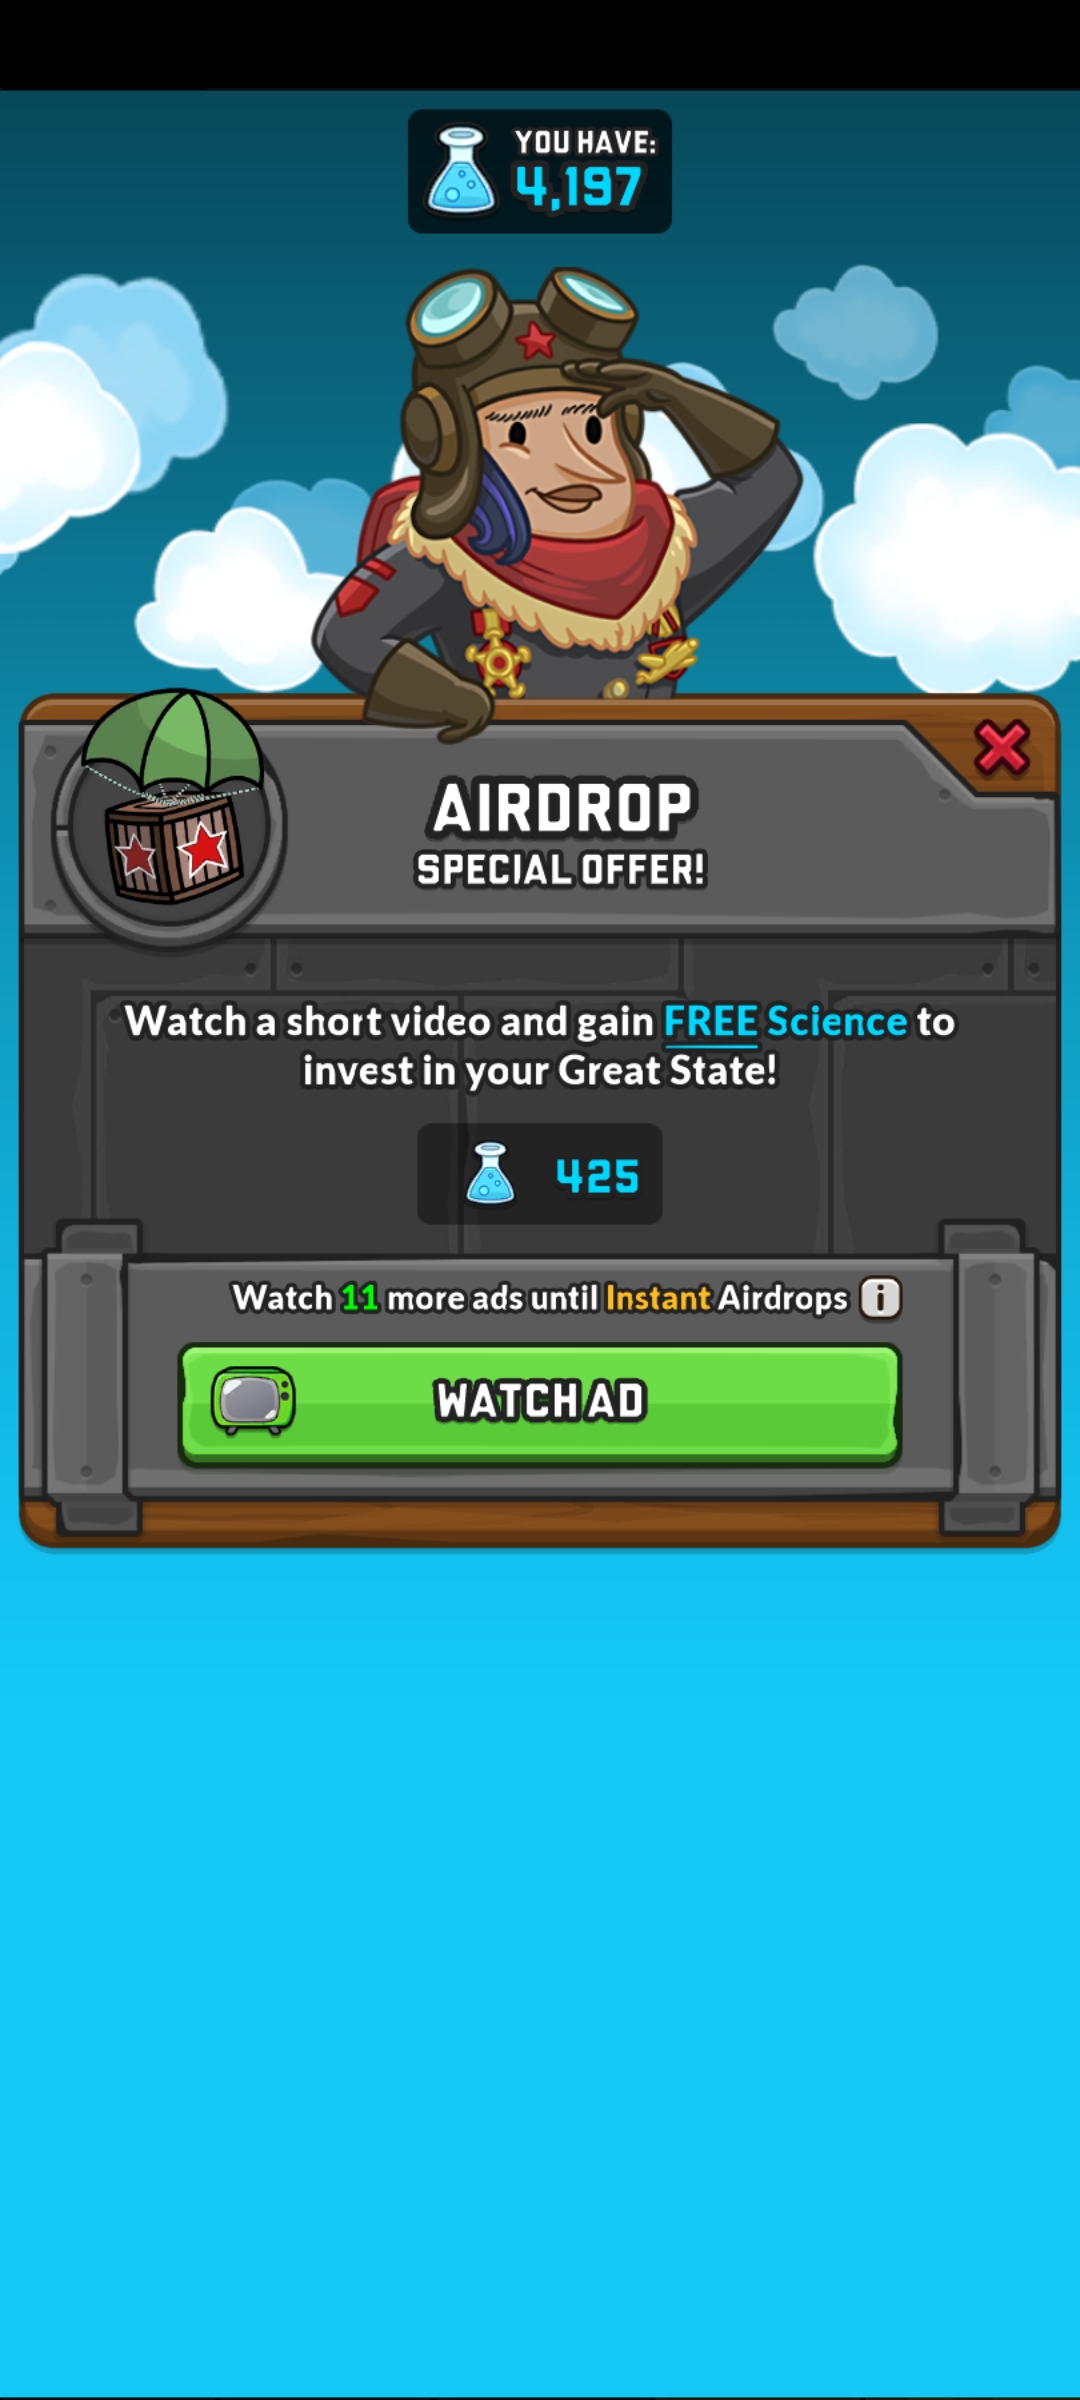 YOU HAVE:
4,197
AIRDROP
SPECIAL OFFER!
Watch a short video and gain FREE Science to
invest in your Great State!
425
Watch 11 more ads until Instant Airdrops i
WATCH AD